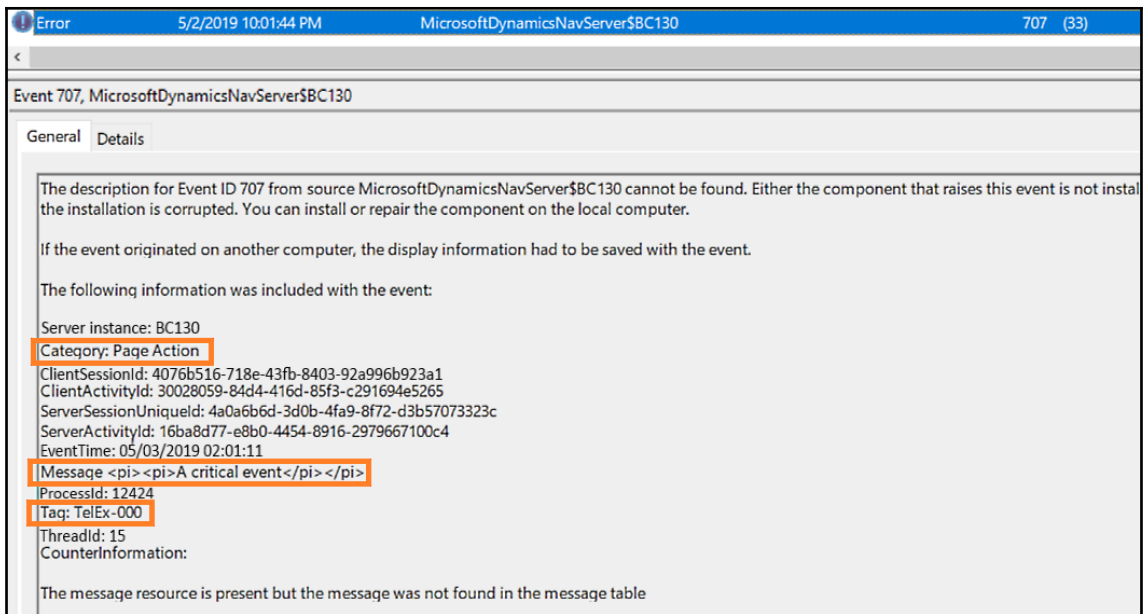 Error 5/2/2019 10:01:44 PM MicrosoftDynamicsNavServer$BC130 707 (33)
Event 707, MicrosoftDynamicsNavServer$BC130
General Details
The description for Event ID 707 from source MicrosoftDynamicsNavServer$BC130 cannot be found. Either the component that raises this event is not instal
the installation is corrupted. You can install or repair the component on the local computer.
If the event originated on another computer, the display information had to be saved with the event.
The following information was included with the event:
Server instance: BC130
Category: Page Action
ClientSessionId: 4076b516-718e-43fb-8403-92a996b923a1
ClientActivityId: 30028059-84d4-416d-85f3-c291694e5265
ServerSessionUniqueId: 4a0a6b6d-3d0b-4fa9-8f72-d3b57073323c
ServerActivityId: 16ba8d77-e8b0-4454-8916-2979667100c4
EventTime: 05/03/2019 02:01:11
Message <pi><pi>A critical event</pi></pi>
ProcessId: 12424
Tag: TelEx-000
ThreadId: 15
CounterInformation:
The message resource is present but the message was not found in the message table